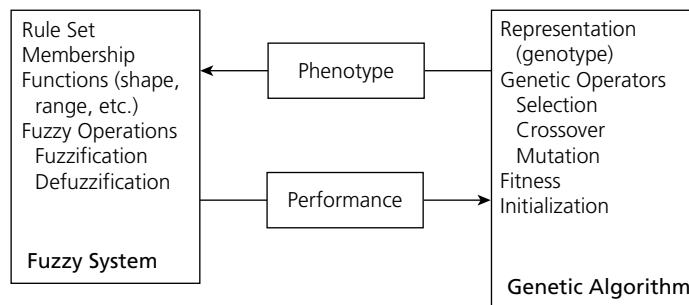 Rule Set
Membership
Functions (shape,
range, etc.)
Fuzzy Operations
Fuzzification
Defuzzification
Fuzzy System
Phenotype
Performance
Representation
(genotype)
Genetic Operators
Selection
Crossover
Mutation
Fitness
Initialization
Genetic Algorithm